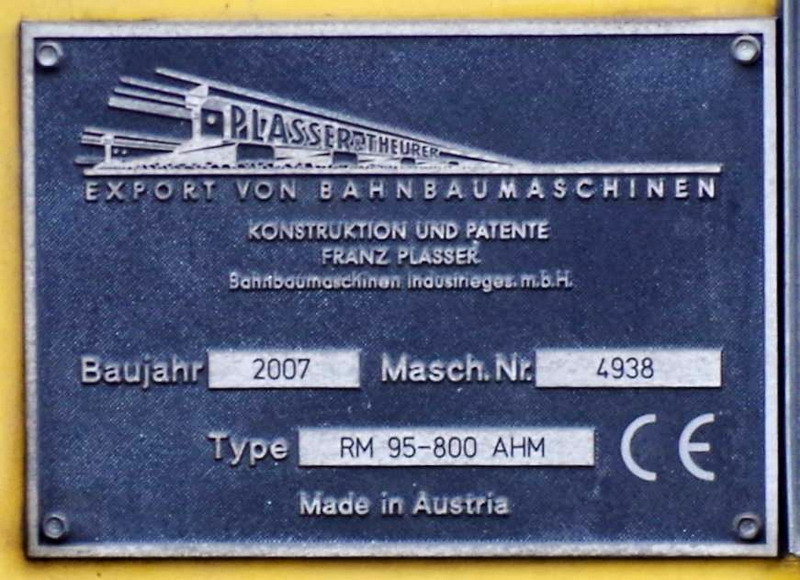 PLASSER & THEURER
EXPORT VON BAHNBAUMASCHINEN
KONSTRUKTION UND PATENTE
FRANZ PLASSER
Bahnbaumaschinen Industrieges.m.b.H.
Baujahr 2007 Masch.Nr. 4938
Type RM 95-800 AHM CE
Made in Austria